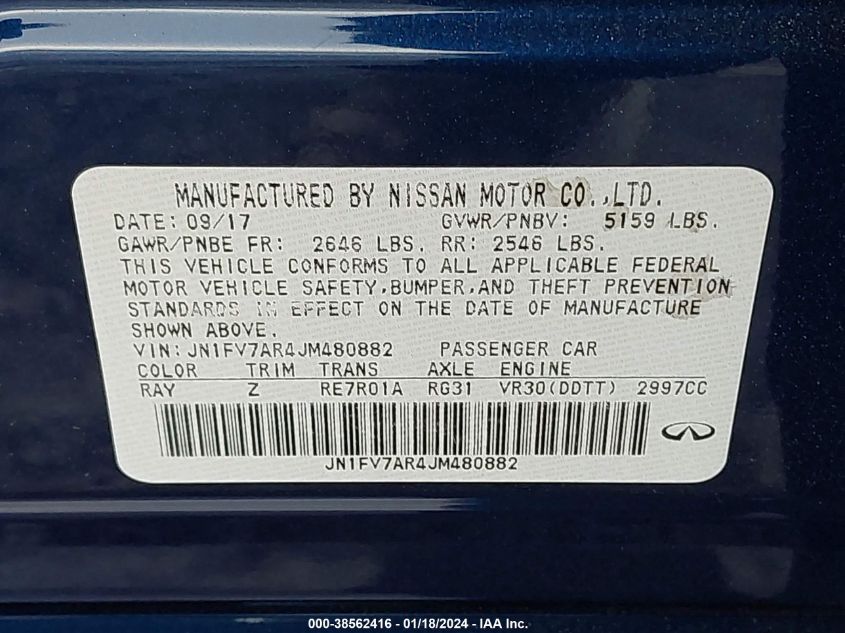 MANUFACTURED BY NISSAN MOTOR CO.,LTD.
DATE: 09/17 GVWR/PNBV: 5159 LBS.
GAWR/PNBE FR: 2646 LBS. RR: 2546 LBS.
THIS VEHICLE CONFORMS TO ALL APPLICABLE FEDERAL
MOTOR VEHICLE SAFETY,BUMPER,AND THEFT PREVENTION
STANDARDS IN EFFECT ON THE DATE OF MANUFACTURE
SHOWN ABOVE.
VIN:JN1FV7AR4JM480882 PASSENGER CAR
COLOR TRIM TRANS AXLE ENGINE
RAY Z RE7R01A RG31 VR30(DDTT) 2997CC
JN1FV7AR4JM480882
000-38562416 - 01/18/2024 - IAA Inc.